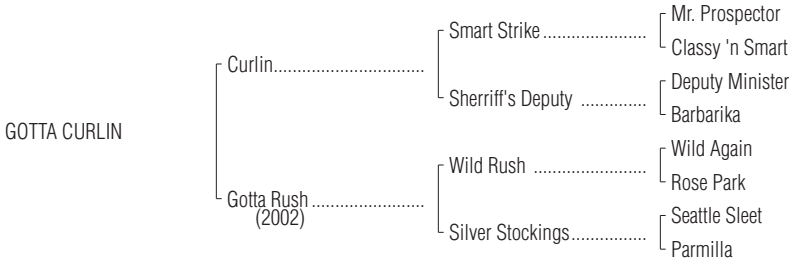 Mr. Prospector
Smart Strike ......................
Classy 'n Smart
Curlin................................
Deputy Minister
Sherriff's Deputy ..............
Barbarika
GOTTA CURLIN
Wild Again
Wild Rush ........................
Rose Park
Gotta Rush ........................
(2002)
Seattle Sleet
Silver Stockings................
Parmilla